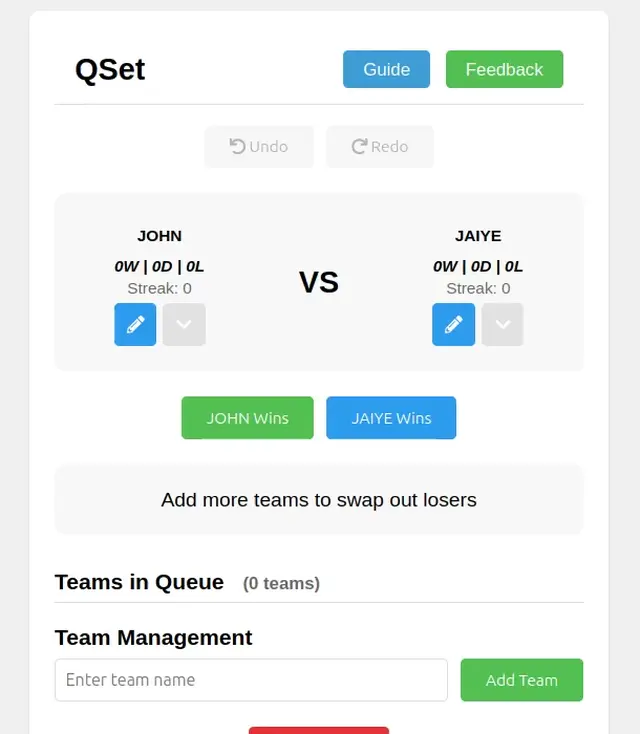 QSet Guide Feedback
Undo Redo
JOHN JAIYE
0W | 0D | 0L 0W | 0D | 0L
VS
Streak: 0 Streak: 0
JOHN Wins JAIYE Wins
Add more teams to swap out losers
Teams in Queue (0 teams)
Team Management
Enter team name Add Team